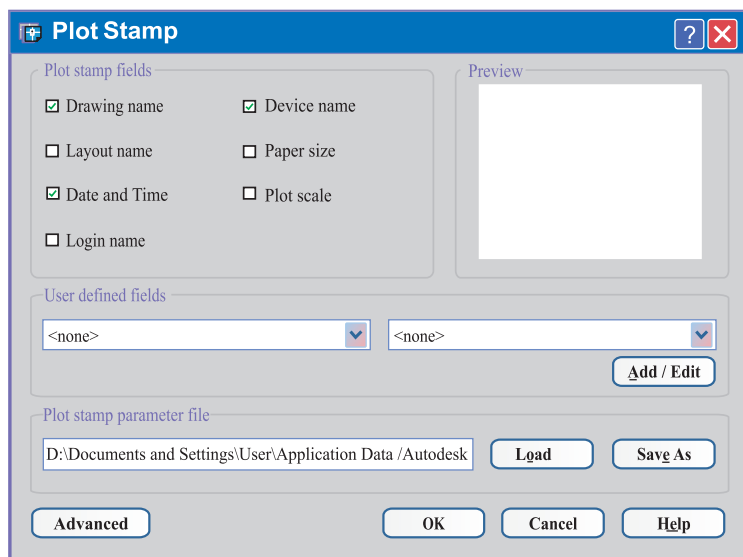 Plot Stamp
?
Plot stamp fields
Preview
Drawing name
Device name
Layout name
Paper size
Date and Time
Plot scale
Login name
User defined fields
<none>
<none>
Add / Edit
Plot stamp parameter file
D:\Documents and Settings\User\Application Data /Autodesk
Load
Save As
Advanced
OK
Cancel
Help